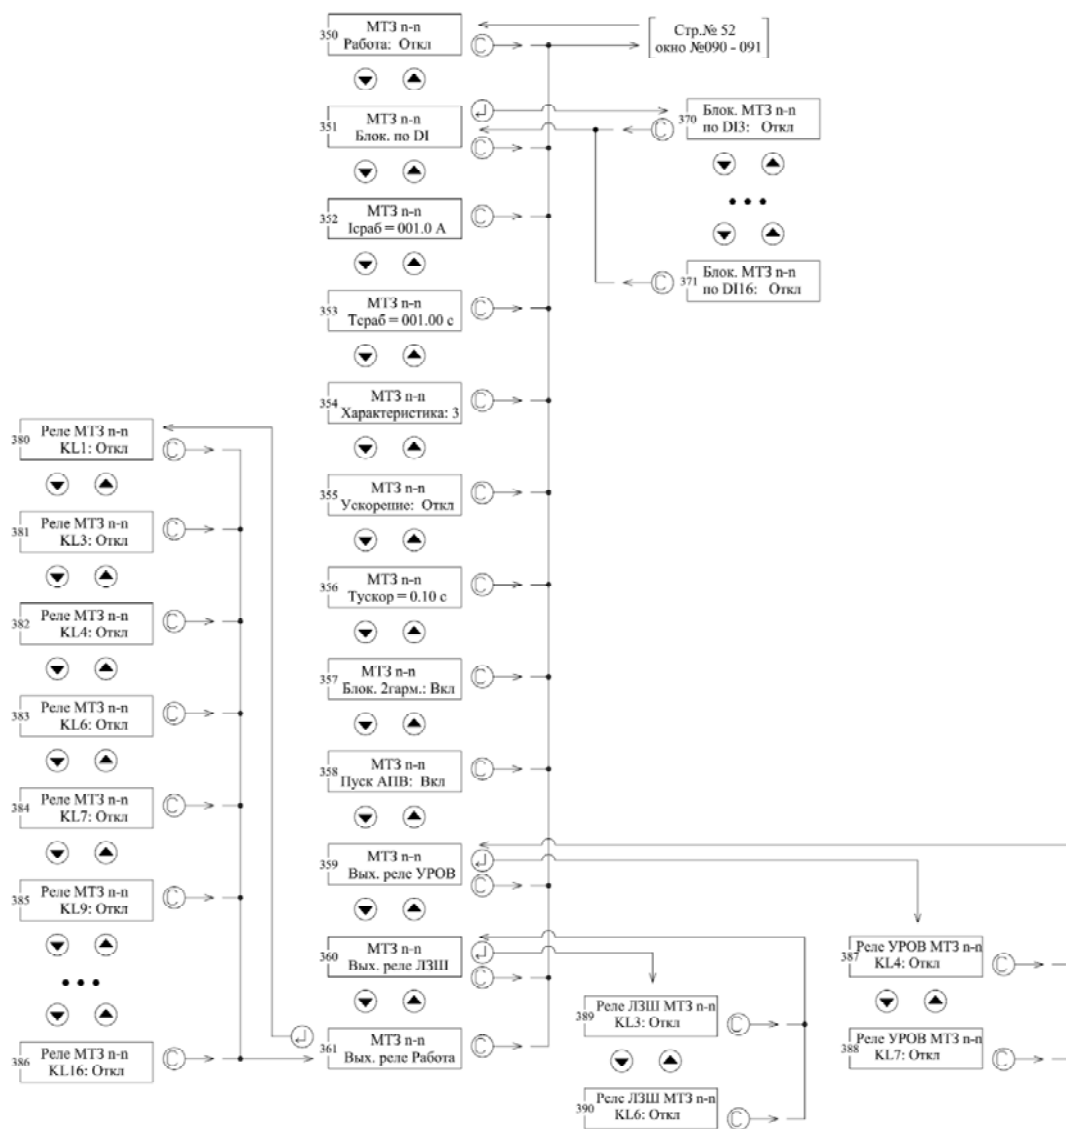 350
МТЗ n-n
Работа: Откл
C
Стр.№ 52
окно №090 - 091
351
МТЗ n-n
Блок. по DI
C
370
Блок. МТЗ n-n
по DI3: Откл
C
352
МТЗ n-n
Iсраб = 001.0 А
C
371
Блок. МТЗ n-n
по DI16: Откл
C
353
МТЗ n-n
Тсраб = 001.00 с
C
354
МТЗ n-n
Характеристика: 3
C
355
МТЗ n-n
Ускорение: Откл
C
356
МТЗ n-n
Тускор = 0.10 с
C
357
МТЗ n-n
Блок. 2гарм.: Вкл
C
358
МТЗ n-n
Пуск АПВ: Вкл
C
359
МТЗ n-n
Вых. реле УРОВ
C
360
МТЗ n-n
Вых. реле ЛЗШ
C
361
МТЗ n-n
Вых. реле Работа
C
380
Реле МТЗ n-n
KL1: Откл
C
381
Реле МТЗ n-n
KL3: Откл
C
382
Реле МТЗ n-n
KL4: Откл
C
383
Реле МТЗ n-n
KL6: Откл
C
384
Реле МТЗ n-n
KL7: Откл
C
385
Реле МТЗ n-n
KL9: Откл
C
386
Реле МТЗ n-n
KL16: Откл
C
389
Реле ЛЗШ МТЗ n-n
KL3: Откл
C
390
Реле ЛЗШ МТЗ n-n
KL6: Откл
C
387
Реле УРОВ МТЗ n-n
KL4: Откл
C
388
Реле УРОВ МТЗ n-n
KL7: Откл
C